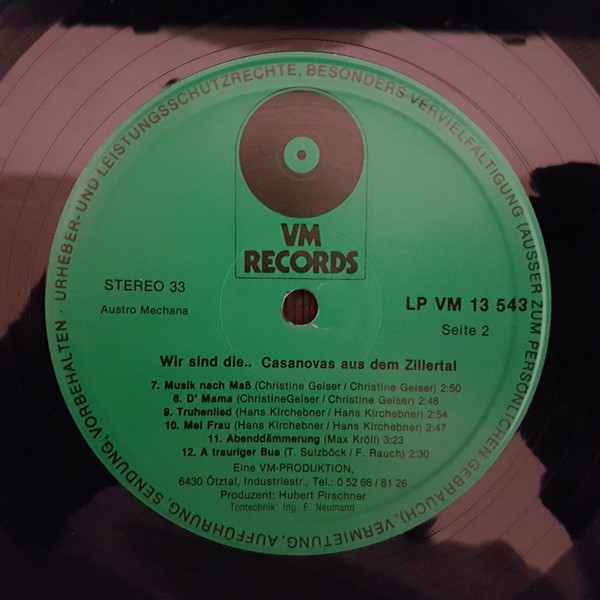 URHEBER- UND LEISTUNGSSCHUTZRECHTE, BESONDERS VERVIELFÄLTIGUNG (AUSSER ZUM PERSÖNLICHEN GEBRAUCH), VERMIETUNG, AUFFÜHRUNG, SENDUNG, VORBEHALTEN ·
VM
RECORDS
STEREO 33
Austro Mechana
LP VM 13 543
Seite 2
Wir sind die.. Casanovas aus dem Zillertal
7. Musik nach Maß (Christine Geiser / Christine Geiser) 2:50
8. D' Mama (ChristineGeiser / Christine Geiser) 2:48
9. Truhenlied (Hans Kirchebner / Hans Kirchebner) 2:54
10. Mei Frau (Hans Kirchebner / Hans Kirchebner) 2:47
11. Abenddämmerung (Max Kröll) 3:23
12. A trauriger Bua (T. Sulzböck / F. Rauch) 2:30
Eine VM-PRODUKTION,
6430 Ötztal, Industriestr., Tel.: 0 52 66 / 81 26
Produzent: Hubert Pirschner
Tontechnik: Ing. F. Neumann